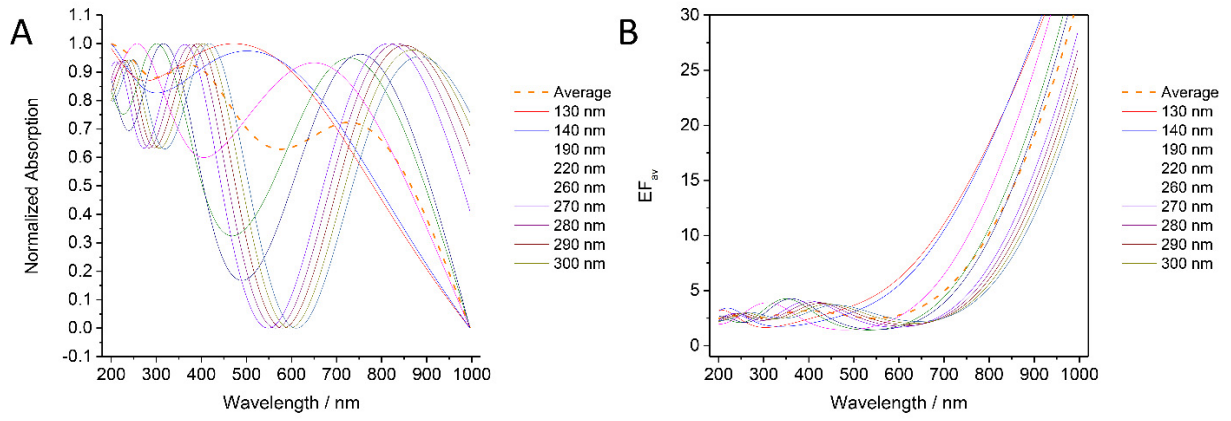 A
Normalized Absorption
1.1
1.0
0.9
0.8
0.7
0.6
0.5
0.4
0.3
0.2
0.1
0.0
-0.1
200 300 400 500 600 700 800 900 1000
Wavelength / nm
Average
130 nm
140 nm
190 nm
220 nm
260 nm
270 nm
280 nm
290 nm
300 nm
B
EFav
30
25
20
15
10
5
0
200 300 400 500 600 700 800 900 1000
Wavelength / nm
Average
130 nm
140 nm
190 nm
220 nm
260 nm
270 nm
280 nm
290 nm
300 nm